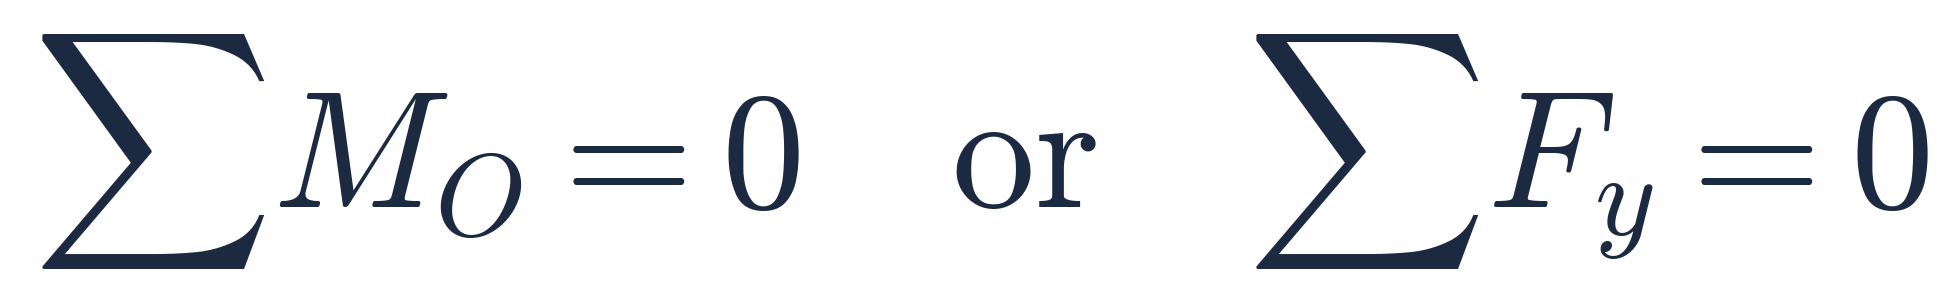 ∑ M_O = 0 or ∑ F_y = 0